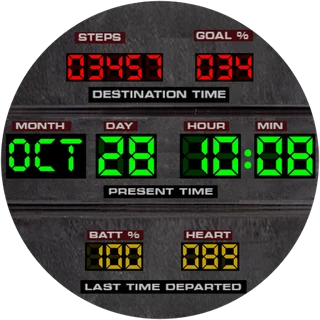 STEPS GOAL %
03457 034
DESTINATION TIME
MONTH DAY HOUR MIN
OCT 28 10:08
PRESENT TIME
BATT % HEART
100 089
LAST TIME DEPARTED